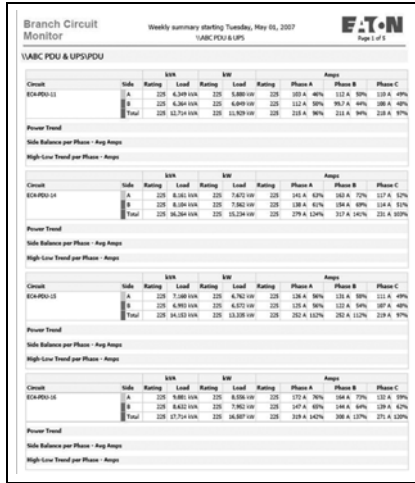 Branch Circuit Monitor
Weekly summary starting Tuesday, May 01, 2007
\\ABC PDU & UPS
EATON
Page 1 of 5
\\ABC PDU & UPS\PDU
kVA kW Amps
Circuit Side Rating Load Rating Load Rating Phase A Phase B Phase C
ECH-PDU-11 A 225 6,349 kVA 225 5,880 kW 225 103 A 46% 112 A 50% 110 A 49%
B 225 6,364 kVA 225 6,049 kW 225 112 A 50% 99.7 A 44% 108 A 48%
Total 225 12,714 kVA 225 11,929 kW 225 215 A 96% 211 A 94% 218 A 97%
Power Trend
Side Balance per Phase - Avg Amps
High-Low Trend per Phase - Amps
kVA kW Amps
Circuit Side Rating Load Rating Load Rating Phase A Phase B Phase C
ECH-PDU-14 A 225 8,161 kVA 225 7,672 kW 225 141 A 63% 163 A 72% 117 A 52%
B 225 8,104 kVA 225 7,562 kW 225 138 A 61% 154 A 69% 114 A 51%
Total 225 16,264 kVA 225 15,234 kW 225 279 A 124% 317 A 141% 231 A 103%
Power Trend
Side Balance per Phase - Avg Amps
High-Low Trend per Phase - Amps
kVA kW Amps
Circuit Side Rating Load Rating Load Rating Phase A Phase B Phase C
ECH-PDU-15 A 225 7,160 kVA 225 6,762 kW 225 126 A 56% 131 A 58% 111 A 49%
B 225 6,993 kVA 225 6,572 kW 225 125 A 56% 122 A 54% 107 A 48%
Total 225 14,153 kVA 225 13,335 kW 225 252 A 112% 252 A 112% 219 A 97%
Power Trend
Side Balance per Phase - Avg Amps
High-Low Trend per Phase - Amps
kVA kW Amps
Circuit Side Rating Load Rating Load Rating Phase A Phase B Phase C
ECH-PDU-16 A 225 9,081 kVA 225 8,556 kW 225 172 A 76% 164 A 73% 132 A 59%
B 225 8,632 kVA 225 7,952 kW 225 147 A 65% 144 A 64% 139 A 62%
Total 225 17,714 kVA 225 16,507 kW 225 319 A 142% 308 A 137% 271 A 120%
Power Trend
Side Balance per Phase - Avg Amps
High-Low Trend per Phase - Amps